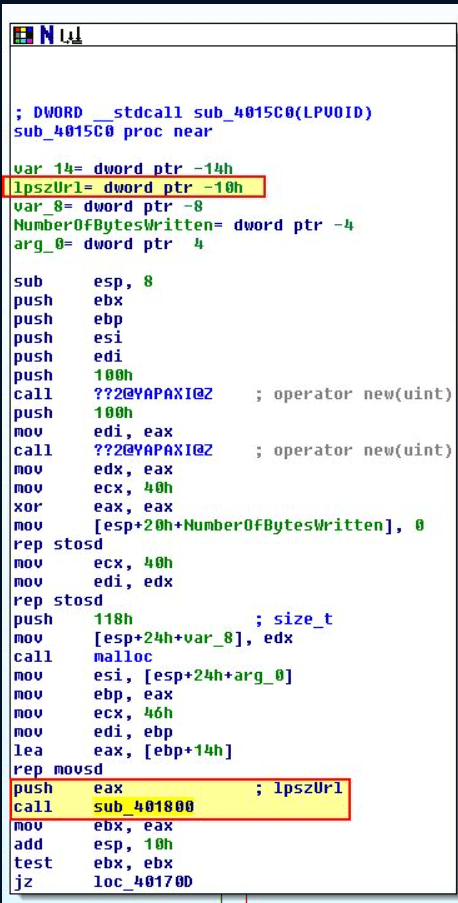 N
; DWORD __stdcall sub_4015C0(LPVOID)
sub_4015C0 proc near
var_14= dword ptr -14h
lpszUrl= dword ptr -10h
var_8= dword ptr -8
NumberOfBytesWritten= dword ptr -4
arg_0= dword ptr  4
sub     esp, 8
push    ebx
push    ebp
push    esi
push    edi
push    100h
call    ??2@YAPAXI@Z    ; operator new(uint)
push    100h
mov     edi, eax
call    ??2@YAPAXI@Z    ; operator new(uint)
mov     edx, eax
mov     ecx, 40h
xor     eax, eax
mov     [esp+20h+NumberOfBytesWritten], 0
rep stosd
mov     ecx, 40h
mov     edi, edx
rep stosd
push    118h            ; size_t
mov     [esp+24h+var_8], edx
call    malloc
mov     esi, [esp+24h+arg_0]
mov     ebp, eax
mov     ecx, 46h
mov     edi, ebp
lea     eax, [ebp+14h]
rep movsd
push    eax             ; lpszUrl
call    sub_401800
mov     ebx, eax
add     esp, 10h
test    ebx, ebx
jz      loc_40170D